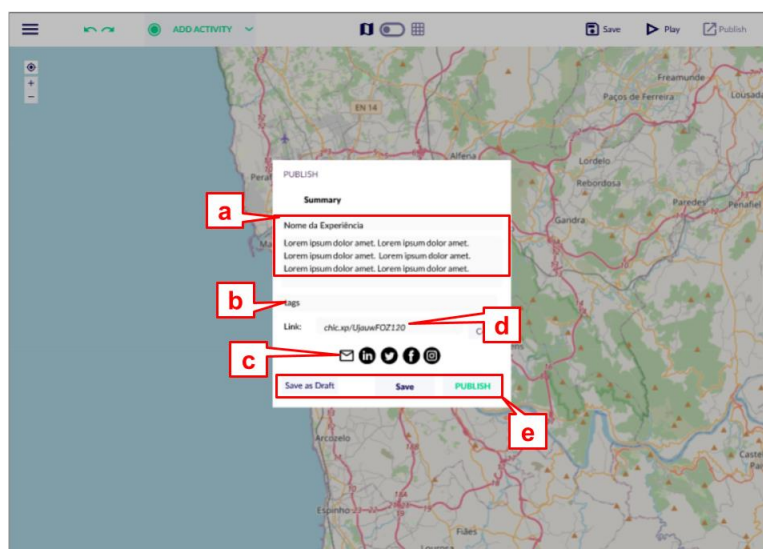 ADD ACTIVITY
Save
Play
Publish
+
−
EN 14
Freamunde
Paços de Ferreira
Lousada
Alfena
Lordelo
Rebordosa
Paredes
Penafiel
Gandra
PUBLISH
Summary
a
Nome da Experiência
Lorem ipsum dolor amet. Lorem ipsum dolor amet.
Lorem ipsum dolor amet. Lorem ipsum dolor amet.
Lorem ipsum dolor amet. Lorem ipsum dolor amet.
b
tags
Link:
chic.xp/UjauwFOZ120
d
c
in
f
Save as Draft
Save
PUBLISH
e
Arcozelo
Espinho
Fiães